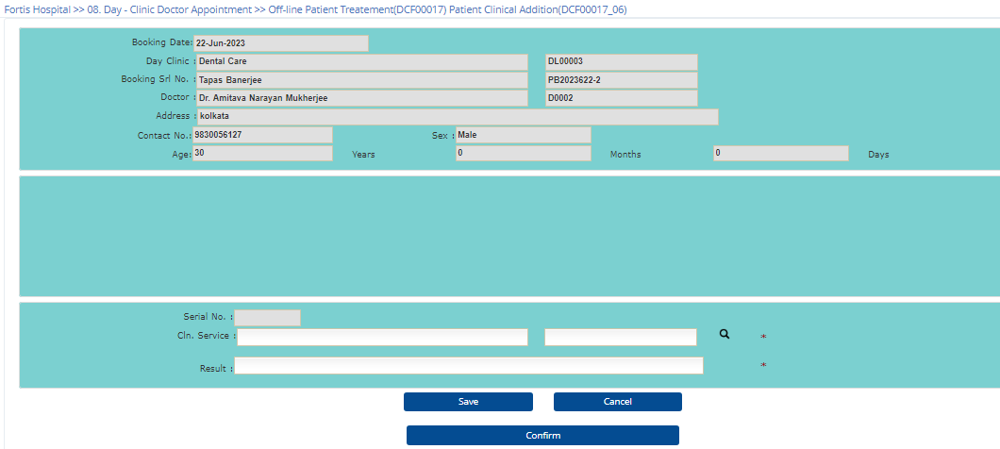 Fortis Hospital >> 08. Day - Clinic Doctor Appointment >> Off-line Patient Treatement(DCF00017) Patient Clinical Addition(DCF00017_06)
Booking Date: 22-Jun-2023
Day Clinic : Dental Care DL00003
Booking Srl No. : Tapas Banerjee PB2023622-2
Doctor : Dr. Amitava Narayan Mukherjee D0002
Address : kolkata
Contact No.: 9830056127 Sex : Male
Age: 30 Years 0 Months 0 Days
Serial No. :
Cln. Service : *
Result : *
Save Cancel
Confirm